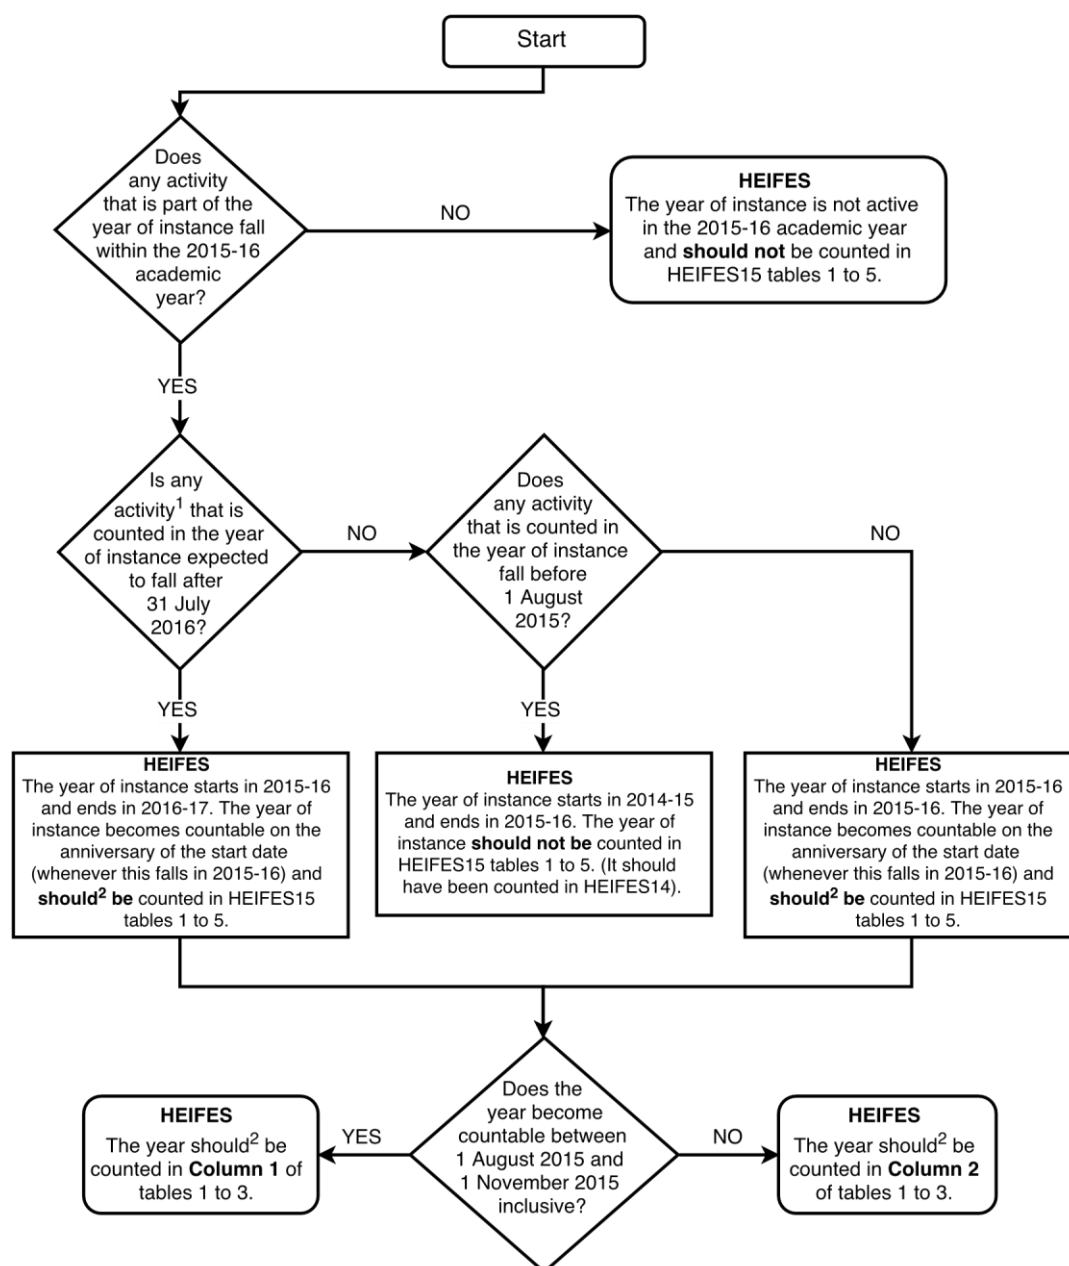 Start
Does
any activity
that is part of the
year of instance fall
within the 2015-16
academic
year?
NO
HEIFES
The year of instance is not active
in the 2015-16 academic year
and should not be counted in
HEIFES15 tables 1 to 5.
YES
Is any
activity¹ that is
counted in the year
of instance expected
to fall after
31 July
2016?
NO
Does
any activity
that is counted in
the year of instance
fall before
1 August
2015?
NO
YES
YES
HEIFES
The year of instance starts in 2015-16
and ends in 2016-17. The year of
instance becomes countable on the
anniversary of the start date
(whenever this falls in 2015-16) and
should² be counted in HEIFES15
tables 1 to 5.
HEIFES
The year of instance starts in 2014-15
and ends in 2015-16. The year of
instance should not be counted in
HEIFES15 tables 1 to 5. (It should
have been counted in HEIFES14).
HEIFES
The year of instance starts in 2015-16
and ends in 2015-16. The year of
instance becomes countable on the
anniversary of the start date
(whenever this falls in 2015-16) and
should² be counted in HEIFES15
tables 1 to 5.
Does the
year become
countable between
1 August 2015 and
1 November 2015
inclusive?
YES
HEIFES
The year should² be
counted in Column 1 of
tables 1 to 3.
NO
HEIFES
The year should² be
counted in Column 2
of tables 1 to 3.